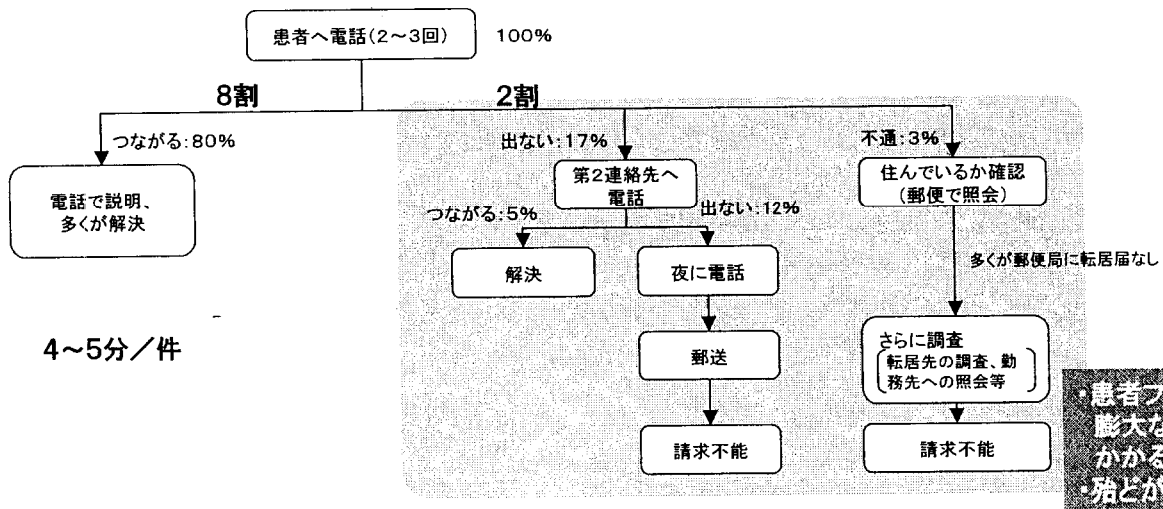 患者へ電話(2～3回)
100%
8割
2割
つながる:80%
出ない:17%
不通:3%
電話で説明、
多くが解決
第2連絡先へ
電話
住んでいるか確認
(郵便で照会)
つながる:5%
出ない:12%
解決
夜に電話
多くが郵便局に転居届なし
4～5分／件
郵送
さらに調査
転居先の調査、勤
務先への照会等
請求不能
請求不能
・患者
膨大な
かかる
・殆どが